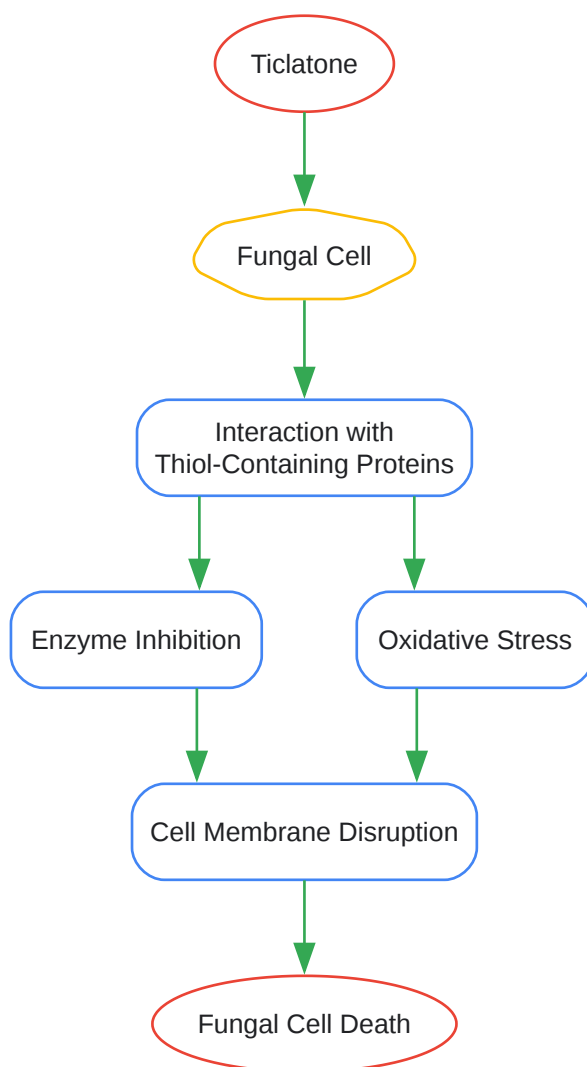 Ticlatone
Fungal Cell
Interaction with
Thiol-Containing Proteins
Enzyme Inhibition
Oxidative Stress
Cell Membrane Disruption
Fungal Cell Death